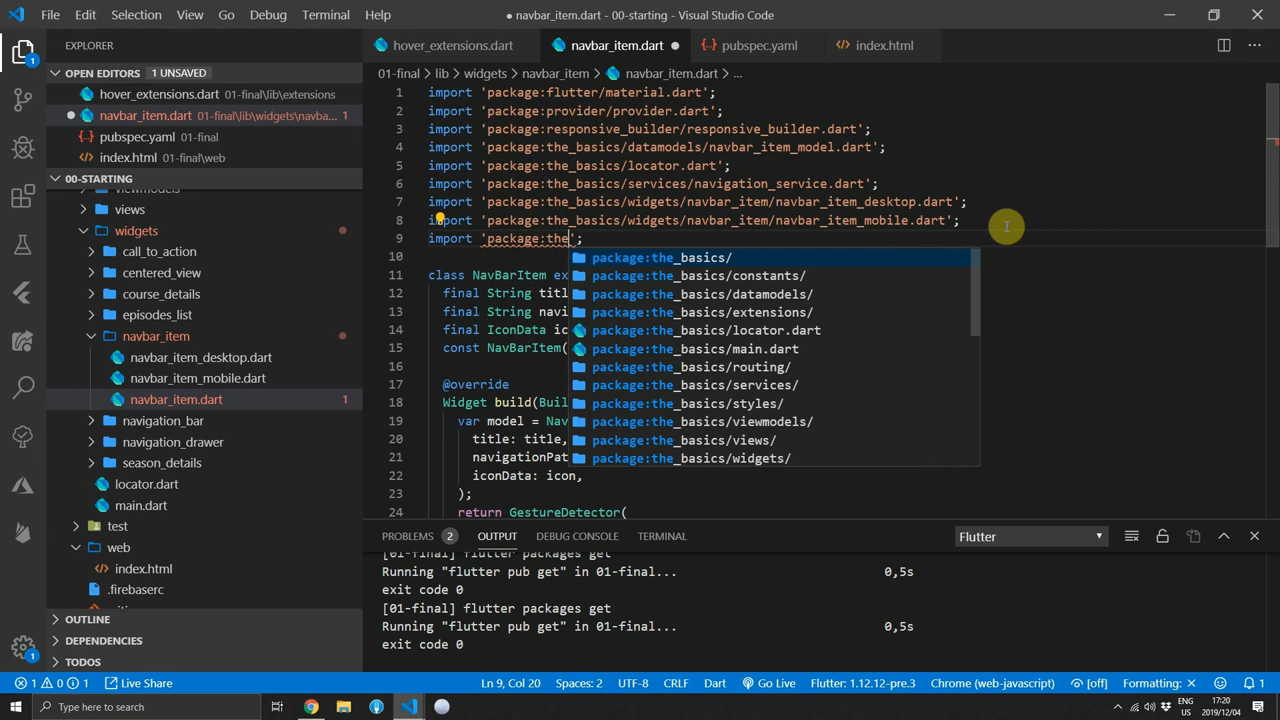 File Edit Selection View Go Debug Terminal Help
● navbar_item.dart - 00-starting - Visual Studio Code
EXPLORER
OPEN EDITORS 1 UNSAVED
hover_extensions.dart 01-final\lib\extensions
navbar_item.dart 01-final\lib\widgets\navba... 1
pubspec.yaml 01-final
index.html 01-final\web
00-STARTING
viewmodels
views
widgets
call_to_action
centered_view
course_details
episodes_list
navbar_item
navbar_item_desktop.dart
navbar_item_mobile.dart
navbar_item.dart 1
navigation_bar
navigation_drawer
season_details
locator.dart
main.dart
test
web
index.html
.firebaserc
OUTLINE
DEPENDENCIES
TODOS
hover_extensions.dart navbar_item.dart ● pubspec.yaml index.html
01-final > lib > widgets > navbar_item > navbar_item.dart > ...
1 import 'package:flutter/material.dart';
2 import 'package:provider/provider.dart';
3 import 'package:responsive_builder/responsive_builder.dart';
4 import 'package:the_basics/datamodels/navbar_item_model.dart';
5 import 'package:the_basics/locator.dart';
6 import 'package:the_basics/services/navigation_service.dart';
7 import 'package:the_basics/widgets/navbar_item/navbar_item_desktop.dart';
8 import 'package:the_basics/widgets/navbar_item/navbar_item_mobile.dart';
9 import 'package:the';
10
11 class NavBarItem ex
12 final String titl
13 final String navi
14 final IconData ic
15 const NavBarItem(
16
17 @override
18 Widget build(Buil
19 var model = Nav
20 title: title,
21 navigationPat
22 iconData: icon,
23 );
24 return GestureDetector(
package:the_basics/
package:the_basics/constants/
package:the_basics/datamodels/
package:the_basics/extensions/
package:the_basics/locator.dart
package:the_basics/main.dart
package:the_basics/routing/
package:the_basics/services/
package:the_basics/styles/
package:the_basics/viewmodels/
package:the_basics/views/
package:the_basics/widgets/
PROBLEMS 2 OUTPUT DEBUG CONSOLE TERMINAL Flutter
[01-final] flutter packages get
Running "flutter pub get" in 01-final... 0,5s
exit code 0
[01-final] flutter packages get
Running "flutter pub get" in 01-final... 0,5s
exit code 0
1 1 0 1 Live Share Ln 9, Col 20 Spaces: 2 UTF-8 CRLF Dart Go Live Flutter: 1.12.12-pre.3 Chrome (web-javascript) [off] Formatting: ✕ 1
Type here to search
ENG
US
17:20
2019/12/04